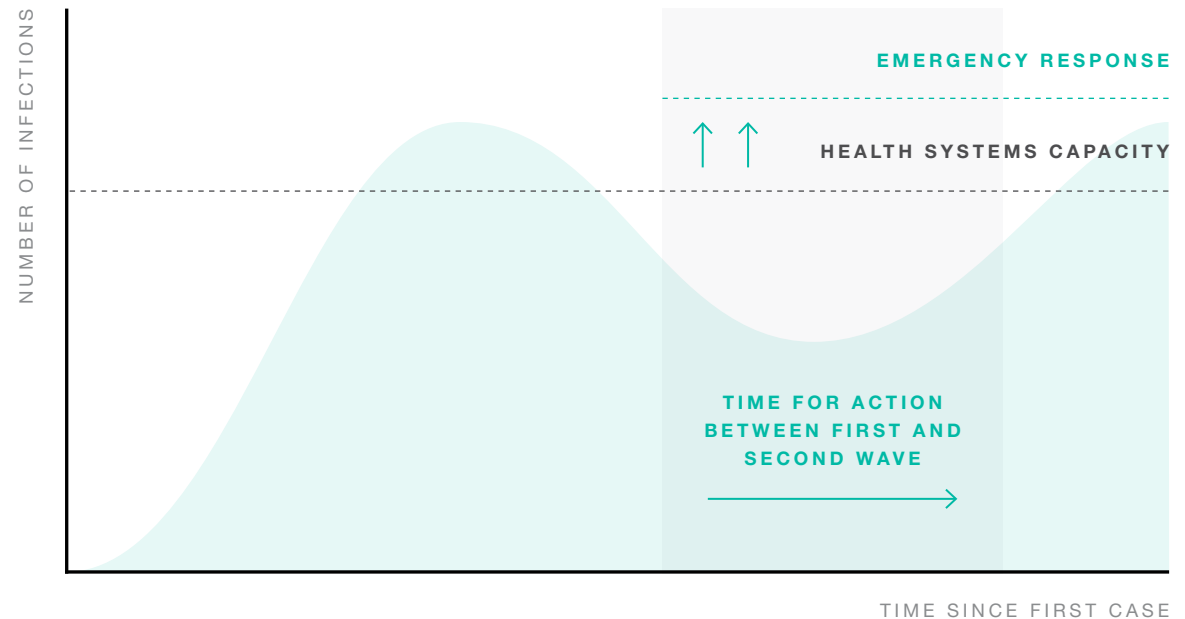 NUMBER OF INFECTIONS
EMERGENCY RESPONSE
HEALTH SYSTEMS CAPACITY
TIME FOR ACTION
BETWEEN FIRST AND
SECOND WAVE
TIME SINCE FIRST CASE